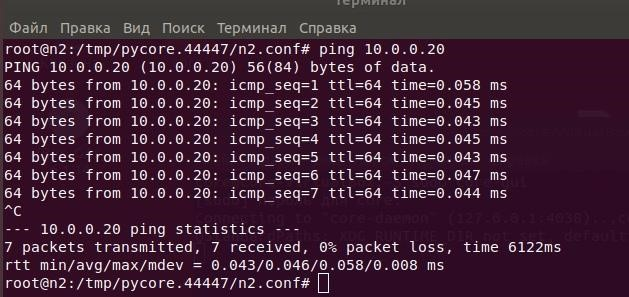 Терминал
Файл Правка Вид Поиск Терминал Справка
root@n2:/tmp/pycore.44447/n2.conf# ping 10.0.0.20
PING 10.0.0.20 (10.0.0.20) 56(84) bytes of data.
64 bytes from 10.0.0.20: icmp_seq=1 ttl=64 time=0.058 ms
64 bytes from 10.0.0.20: icmp_seq=2 ttl=64 time=0.045 ms
64 bytes from 10.0.0.20: icmp_seq=3 ttl=64 time=0.043 ms
64 bytes from 10.0.0.20: icmp_seq=4 ttl=64 time=0.045 ms
64 bytes from 10.0.0.20: icmp_seq=5 ttl=64 time=0.043 ms
64 bytes from 10.0.0.20: icmp_seq=6 ttl=64 time=0.047 ms
64 bytes from 10.0.0.20: icmp_seq=7 ttl=64 time=0.044 ms
^C
--- 10.0.0.20 ping statistics ---
7 packets transmitted, 7 received, 0% packet loss, time 6122ms
rtt min/avg/max/mdev = 0.043/0.046/0.058/0.008 ms
root@n2:/tmp/pycore.44447/n2.conf#